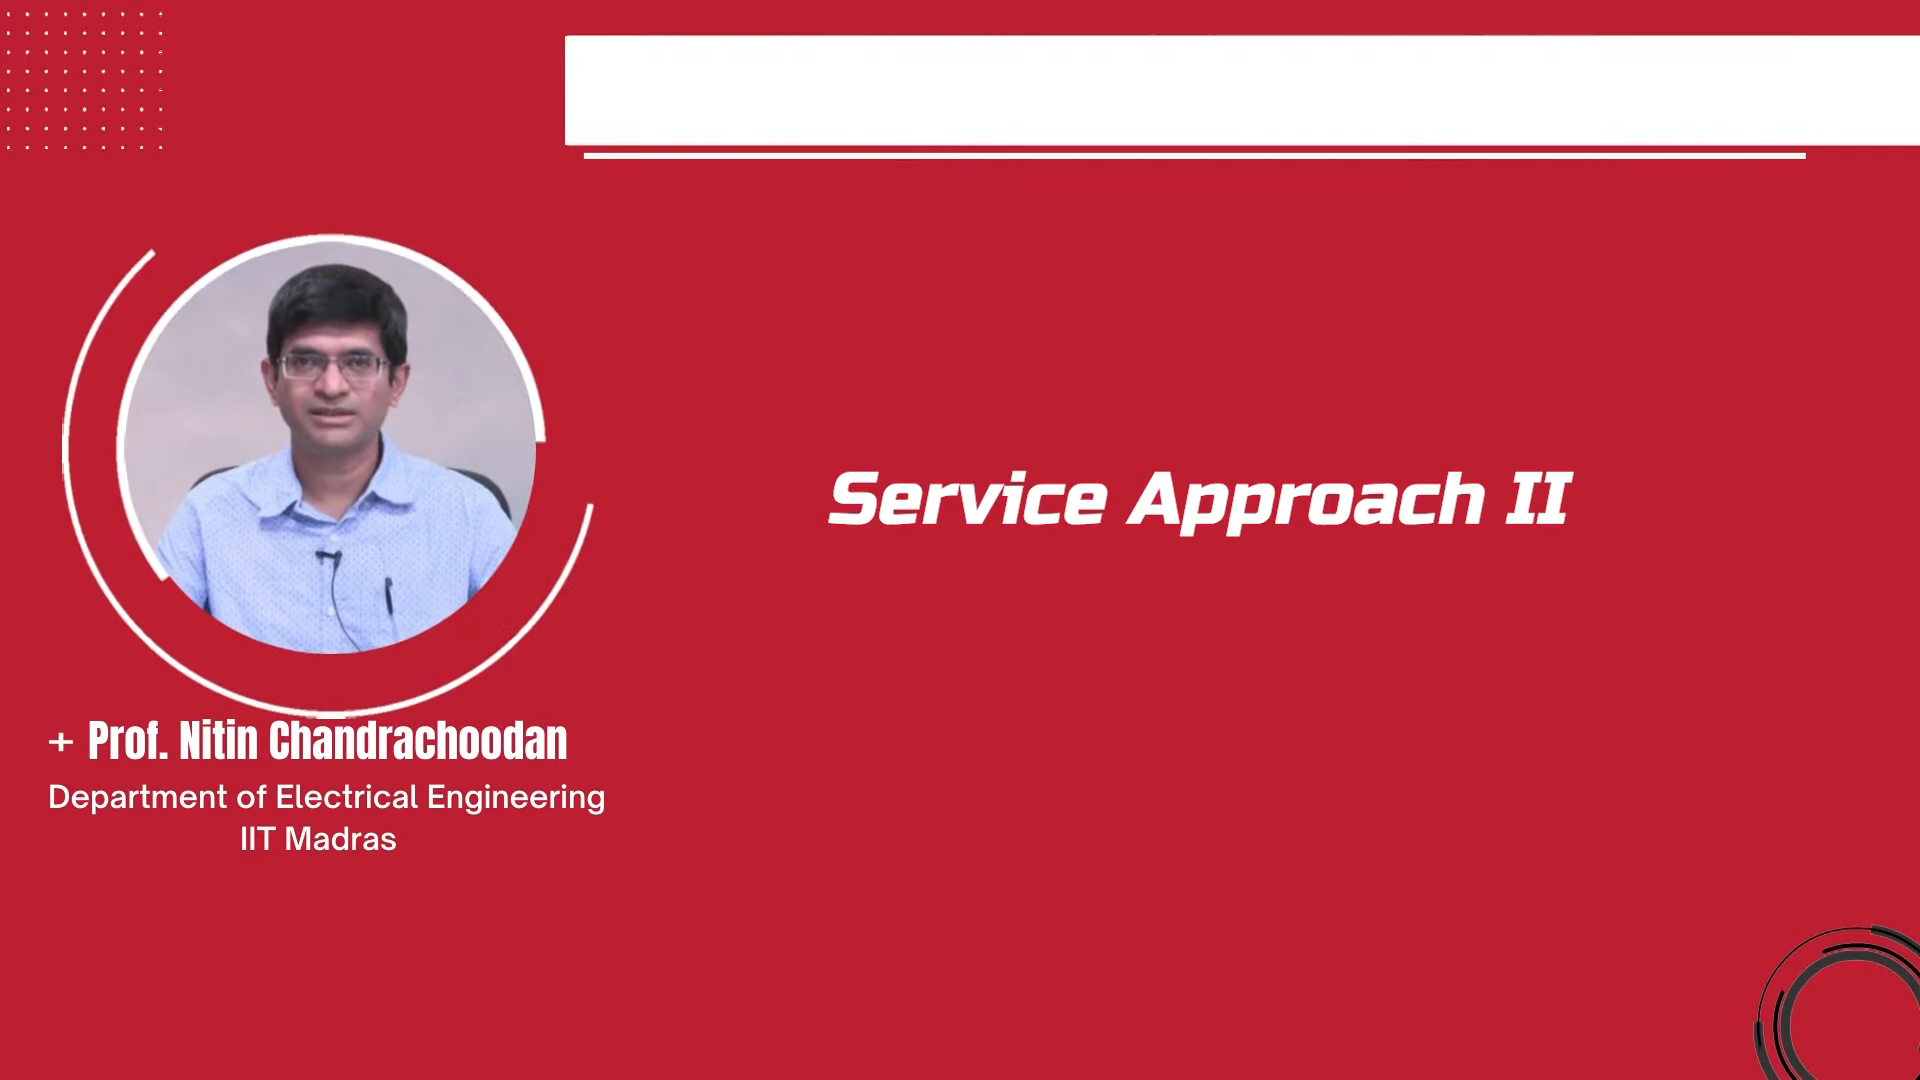 Service Approach II
+ Prof. Nitin Chandrachoodan
Department of Electrical Engineering
IIT Madras